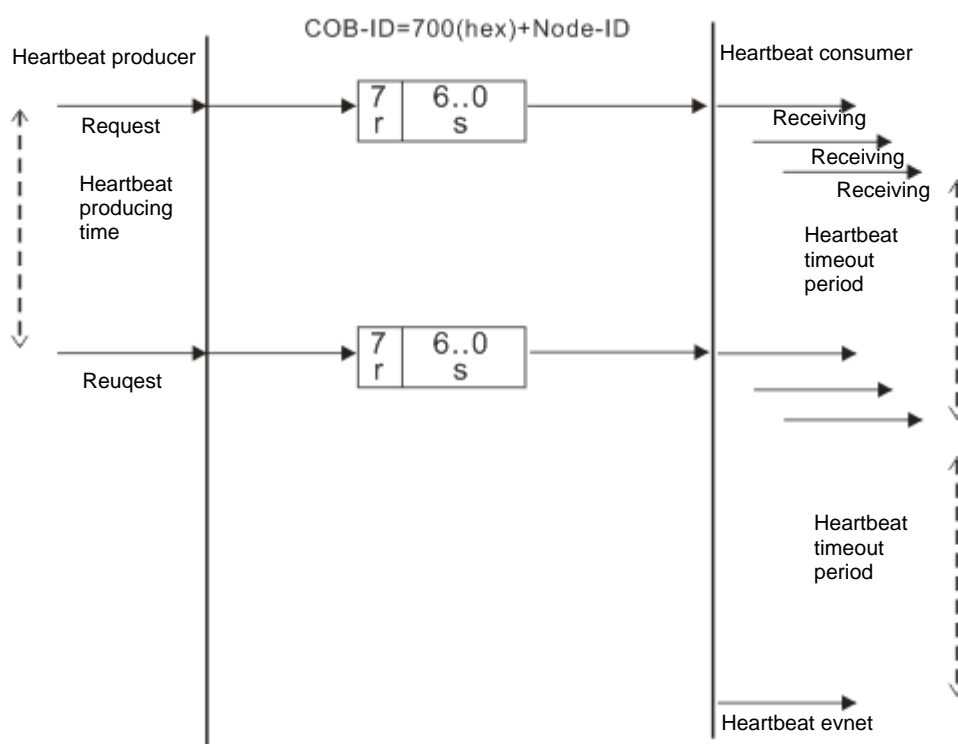 COB-ID=700(hex)+Node-ID
Heartbeat producer
Heartbeat consumer
7 6..0
r s
Request
Receiving
Receiving
Receiving
Heartbeat
producing
time
Heartbeat
timeout
period
7 6..0
r s
Reuqest
Heartbeat
timeout
period
Heartbeat evnet